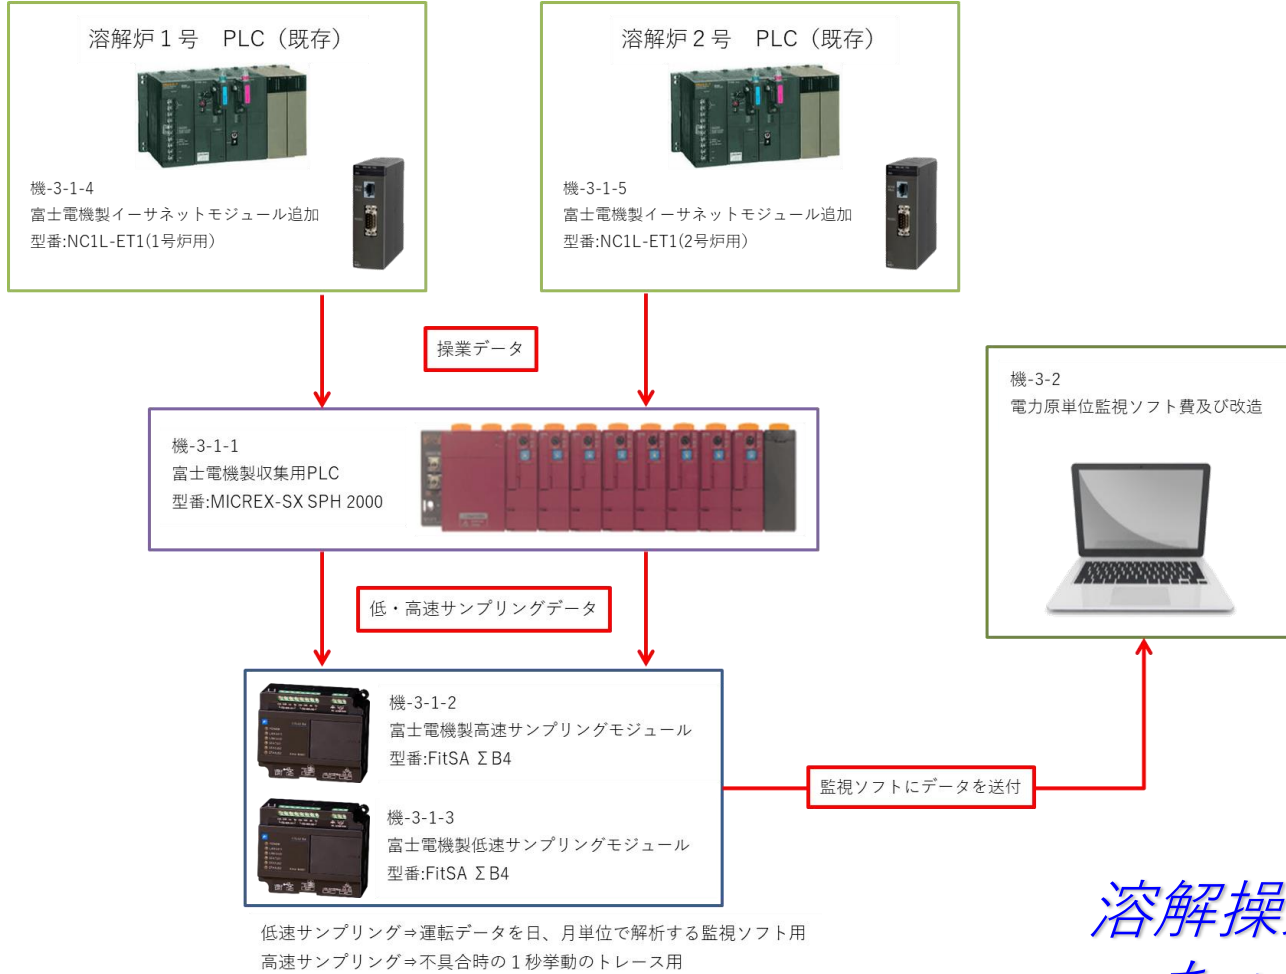 溶解炉１号　PLC（既存）
機-3-1-4
富士電機製イーサネットモジュール追加
型番:NC1L-ET1(1号炉用)
溶解炉２号　PLC（既存）
機-3-1-5
富士電機製イーサネットモジュール追加
型番:NC1L-ET1(2号炉用)
操業データ
機-3-1-1
富士電機製収集用PLC
型番:MICREX-SX SPH 2000
機-3-2
電力原単位監視ソフト費及び改造
低・高速サンプリングデータ
機-3-1-2
富士電機製高速サンプリングモジュール
型番:FitSA ΣB4
機-3-1-3
富士電機製低速サンプリングモジュール
型番:FitSA ΣB4
監視ソフトにデータを送付
低速サンプリング⇒運転データを日、月単位で解析する監視ソフト用
高速サンプリング⇒不具合時の１秒挙動のトレース用
溶解操